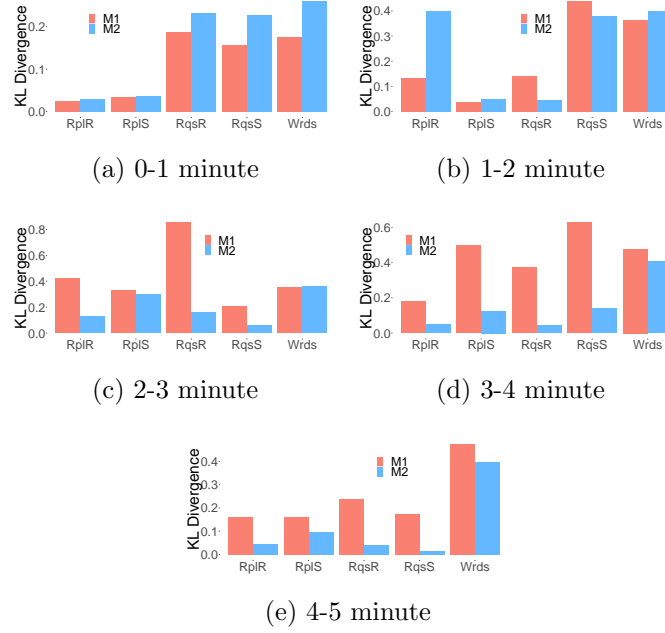 KL Divergence
0.2
0.1
0.0
M1
M2
RplR RplS RqsR RqsS Wrds
(a) 0-1 minute
KL Divergence
0.4
0.3
0.2
0.1
0.0
M1
M2
RplR RplS RqsR RqsS Wrds
(b) 1-2 minute
KL Divergence
0.8
0.6
0.4
0.2
0.0
M1
M2
RplR RplS RqsR RqsS Wrds
(c) 2-3 minute
KL Divergence
0.6
0.4
0.2
0.0
M1
M2
RplR RplS RqsR RqsS Wrds
(d) 3-4 minute
KL Divergence
0.4
0.3
0.2
0.1
0.0
M1
M2
RplR RplS RqsR RqsS Wrds
(e) 4-5 minute